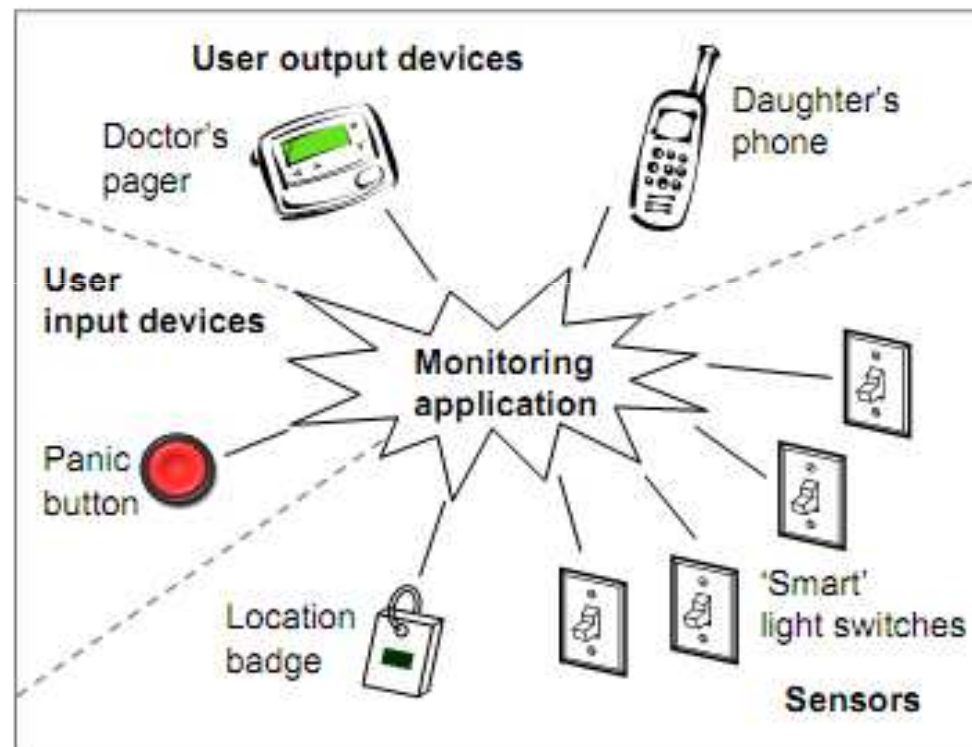 User output devices
Doctor's
pager
Daughter's
phone
User
input devices
Monitoring
application
Panic
button
Location
badge
'Smart'
light switches
Sensors